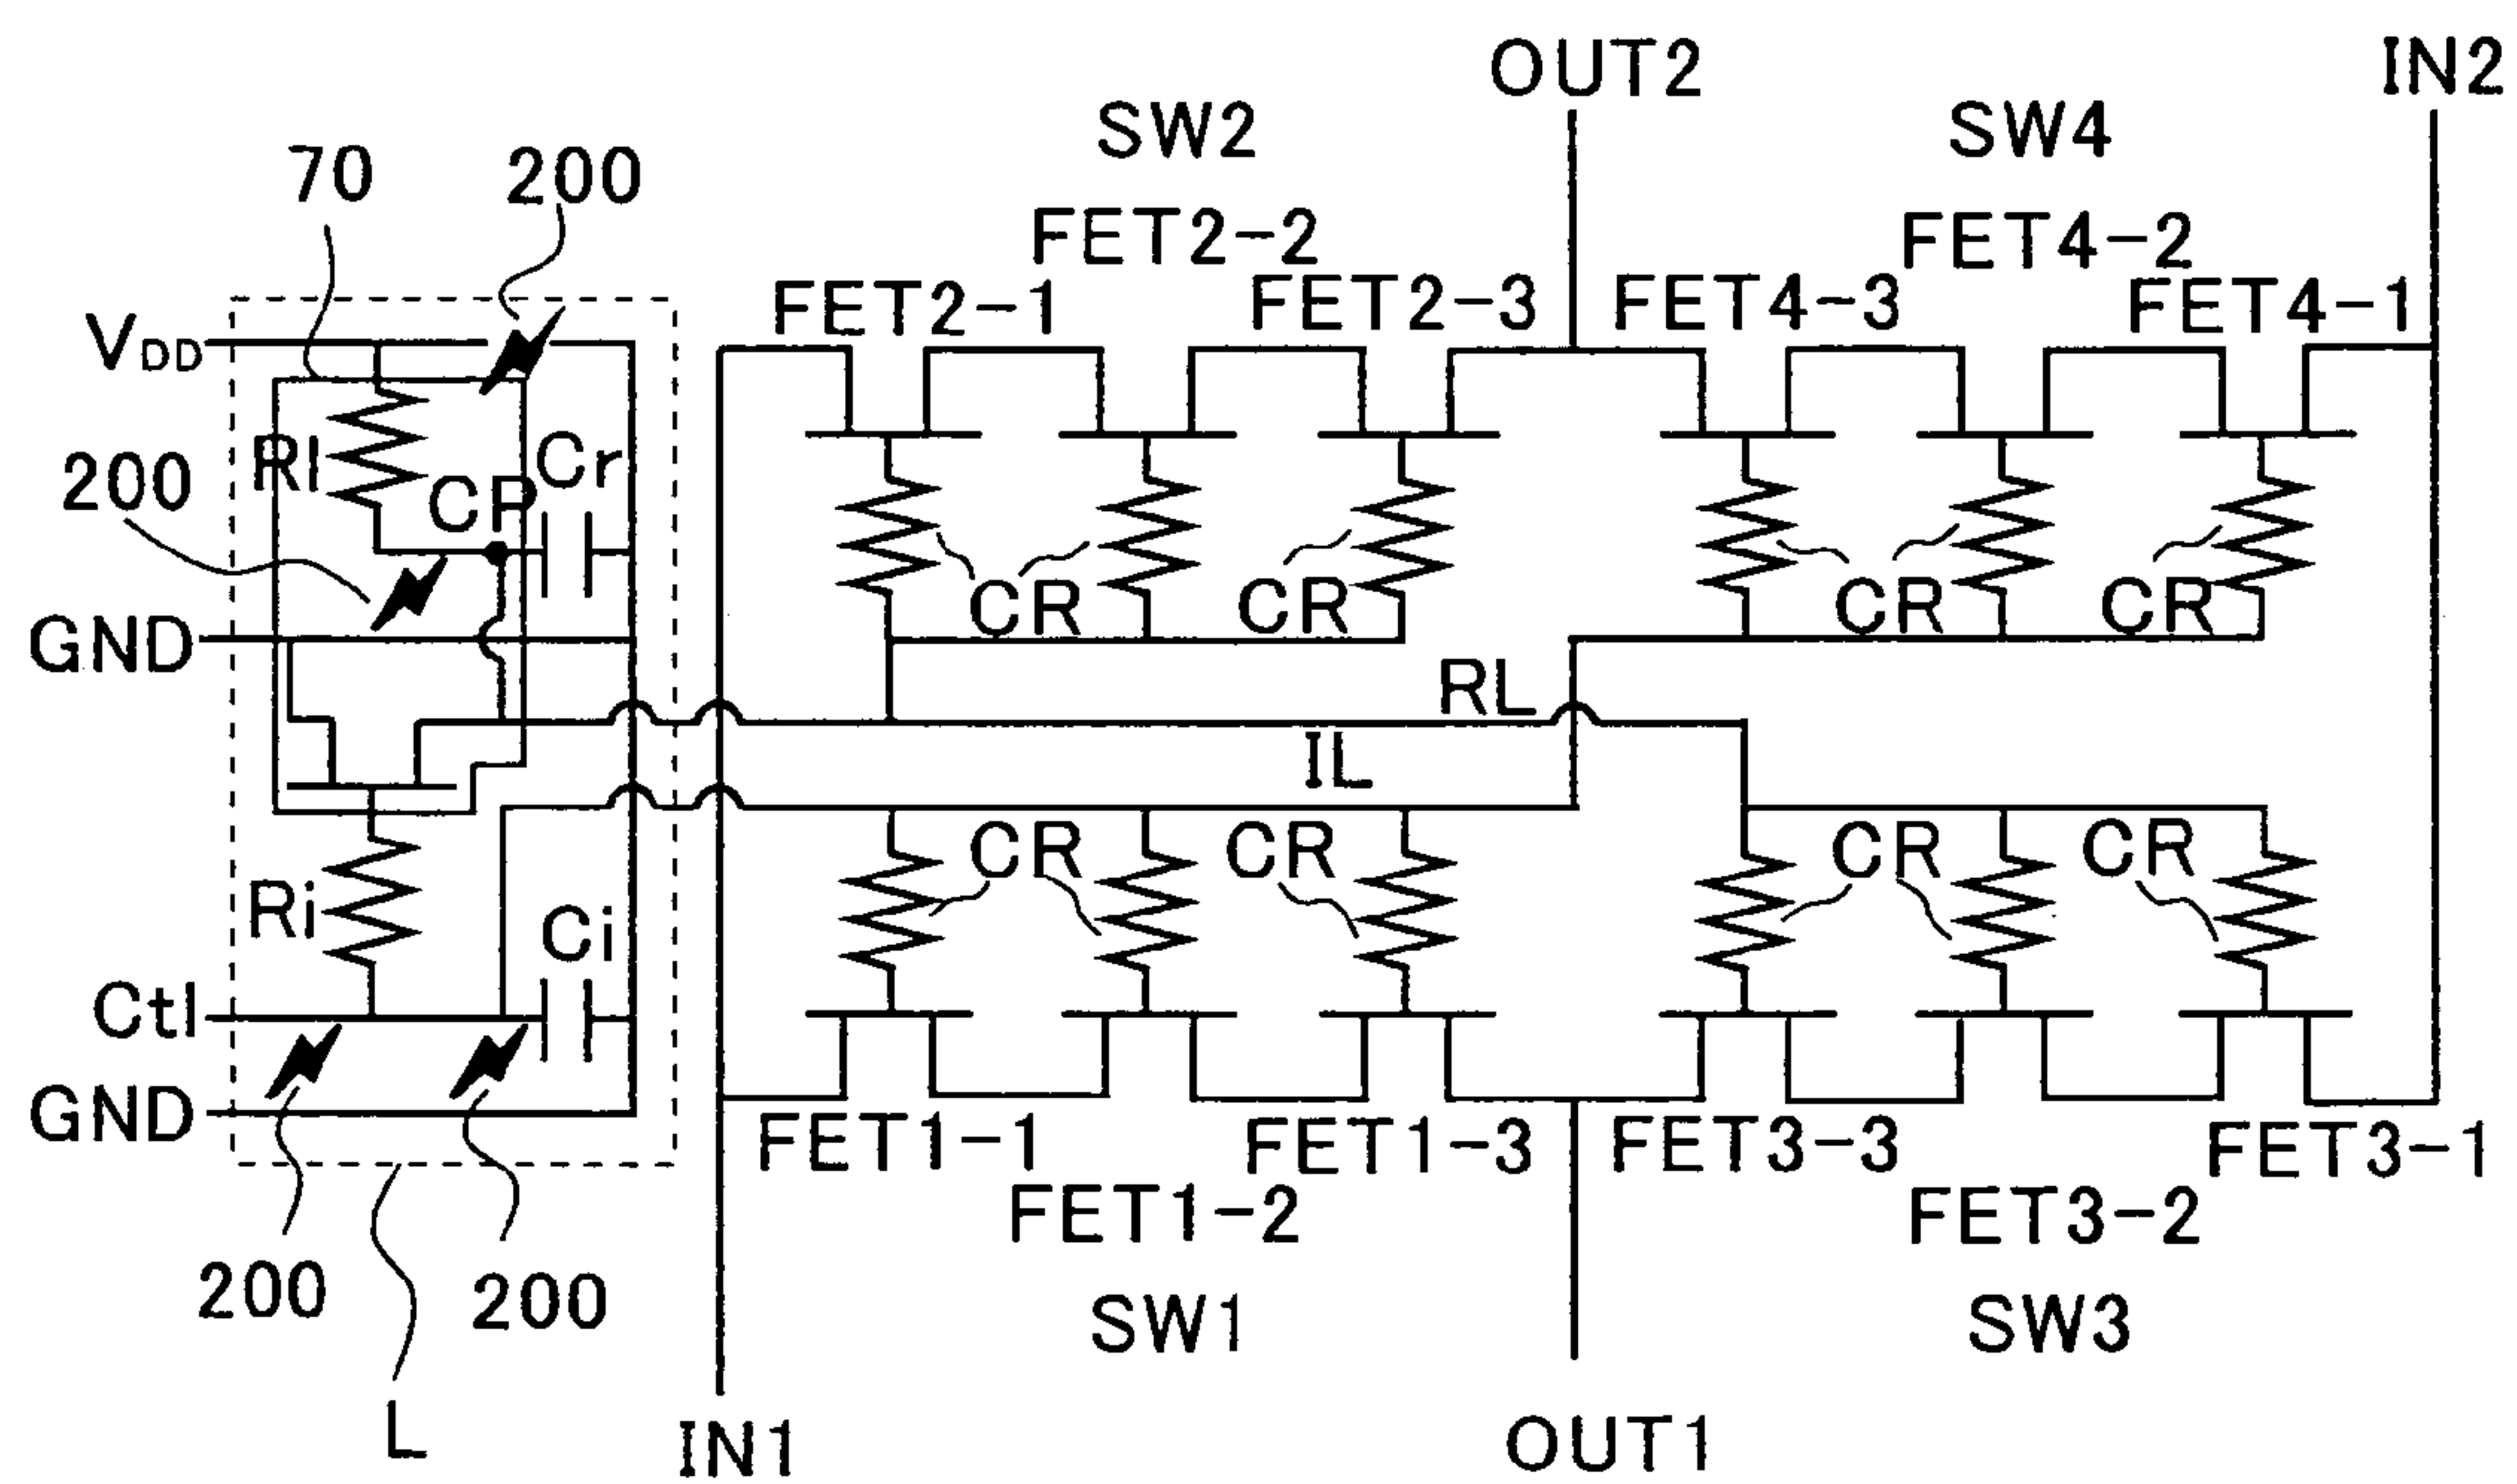 OUT2
IN2
SW2
SW4
70
200
FET2-2
FET4-2
FET2-1
FET2-3
FET4-3
FET4-1
VDD
Rl
Cr
200
CP
CR
CR
CR
CR
GND
RL
IL
CR
CR
CR
CR
Ri
Ci
Ctl
GND
FET1-1
FET1-3
FET3-3
FET3-1
FET1-2
FET3-2
200
200
SW1
SW3
L
IN1
OUT1